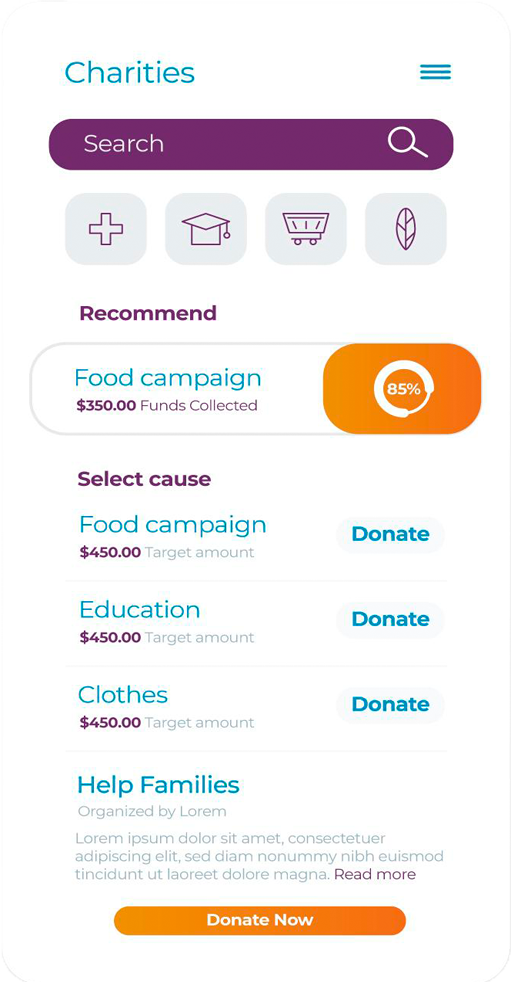 Charities
Search
Recommend
Food campaign
$350.00 Funds Collected
85%
Select cause
Food campaign
$450.00 Target amount
Donate
Education
$450.00 Target amount
Donate
Clothes
$450.00 Target amount
Donate
Help Families
Organized by Lorem
Lorem ipsum dolor sit amet, consectetuer
adipiscing elit, sed diam nonummy nibh euismod
tincidunt ut laoreet dolore magna. Read more
Donate Now